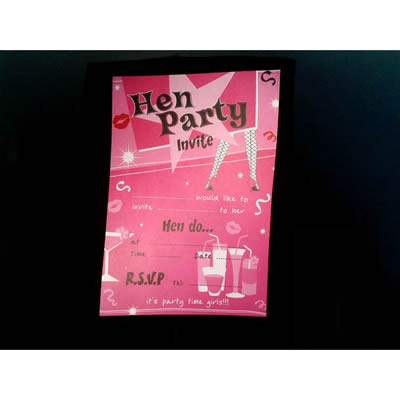 Hen
Party
Invite
would like to
invite to her
Hen do...
at
Time Date
R.S.V.P Tel:
it's party time girls!!!